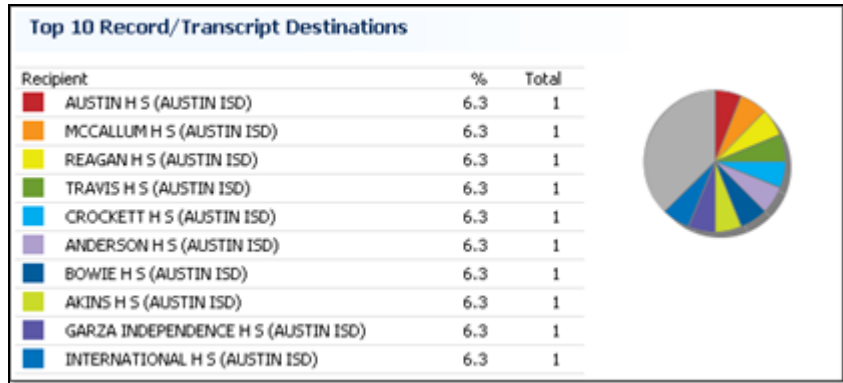 Top 10 Record/Transcript Destinations
Recipient % Total
AUSTIN H S (AUSTIN ISD) 6.3 1
MCCALLUM H S (AUSTIN ISD) 6.3 1
REAGAN H S (AUSTIN ISD) 6.3 1
TRAVIS H S (AUSTIN ISD) 6.3 1
CROCKETT H S (AUSTIN ISD) 6.3 1
ANDERSON H S (AUSTIN ISD) 6.3 1
BOWIE H S (AUSTIN ISD) 6.3 1
AKINS H S (AUSTIN ISD) 6.3 1
GARZA INDEPENDENCE H S (AUSTIN ISD) 6.3 1
INTERNATIONAL H S (AUSTIN ISD) 6.3 1